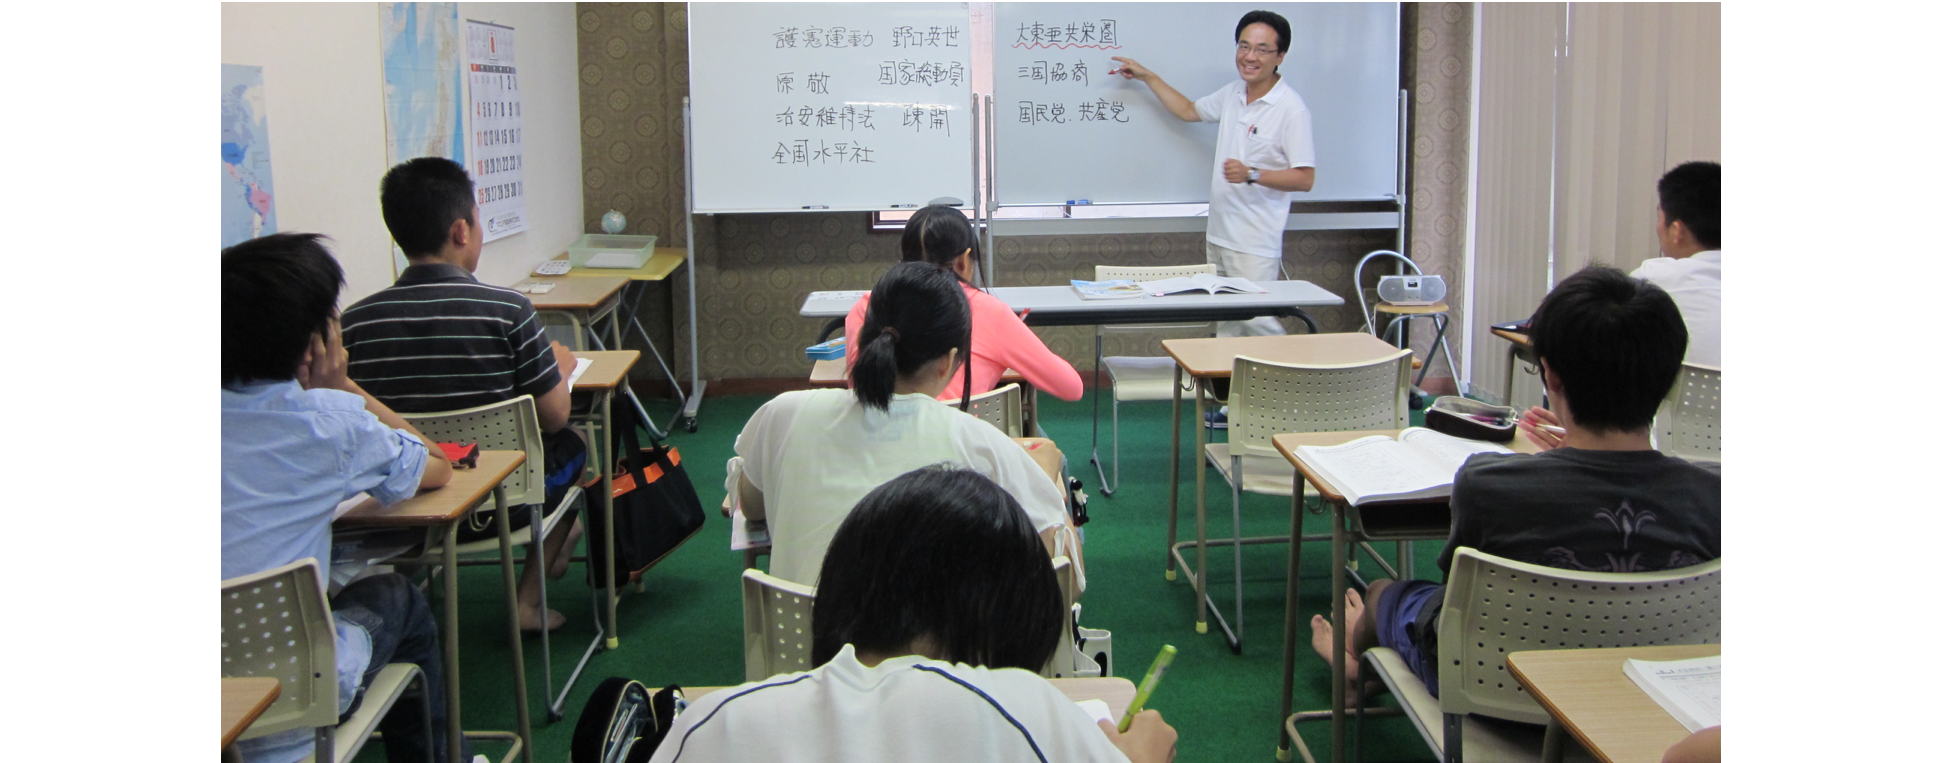 護憲運動 野口英世
国家総動員
原 敬
治安維持法 疎開
全国水平社
大東亜共栄圏
三国協商
国民党、共産党